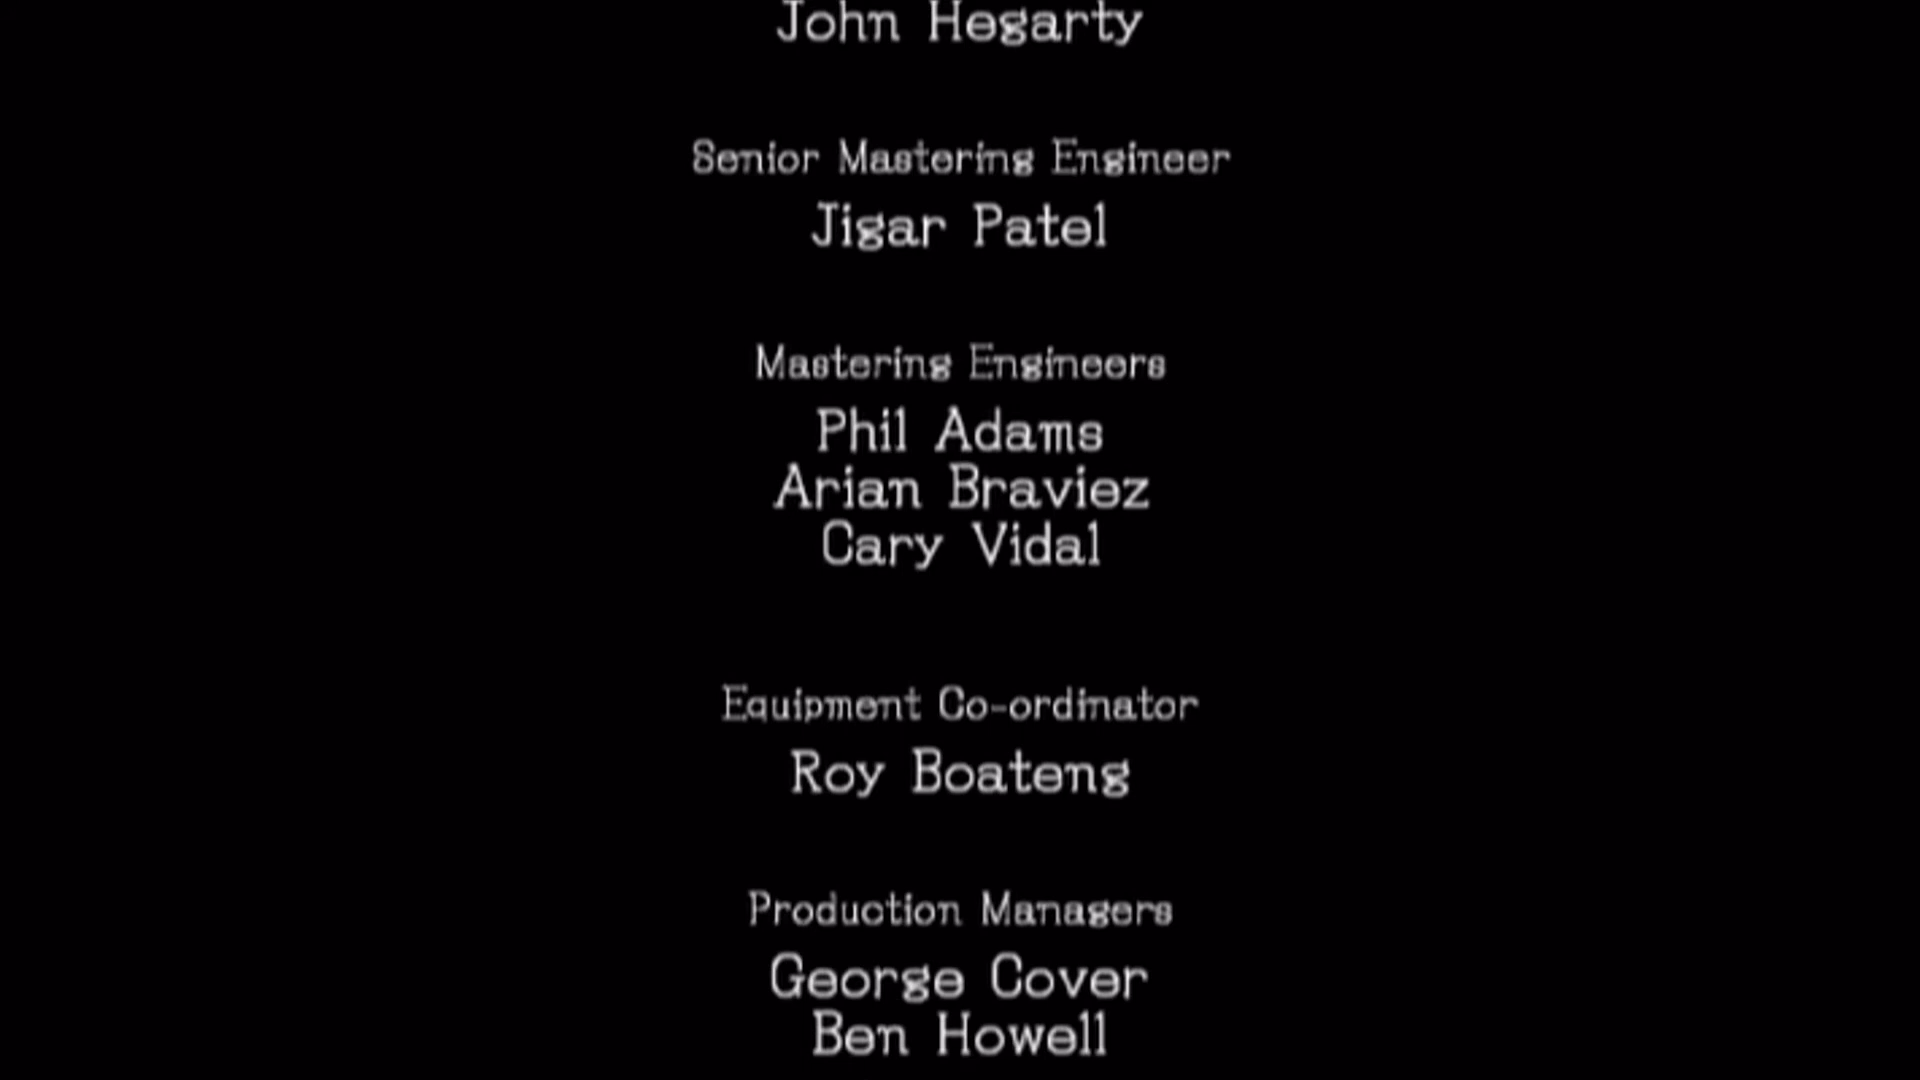 John Hegarty
Senior Mastering Engineer
Jigar Patel
Mastering Engineers
Phil Adams
Arian Braviez
Cary Vidal
Equipment Co-ordinator
Roy Boateng
Production Managers
George Cover
Ben Howell